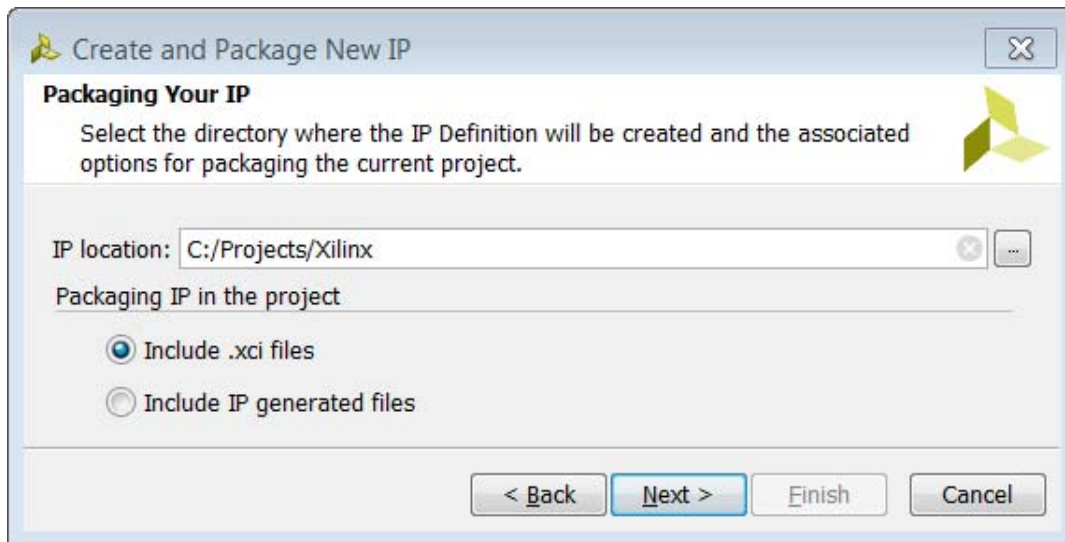 Create and Package New IP
Packaging Your IP
Select the directory where the IP Definition will be created and the associated
options for packaging the current project.
IP location: C:/Projects/Xilinx ...
Packaging IP in the project
Include .xci files
Include IP generated files
< Back Next > Finish Cancel